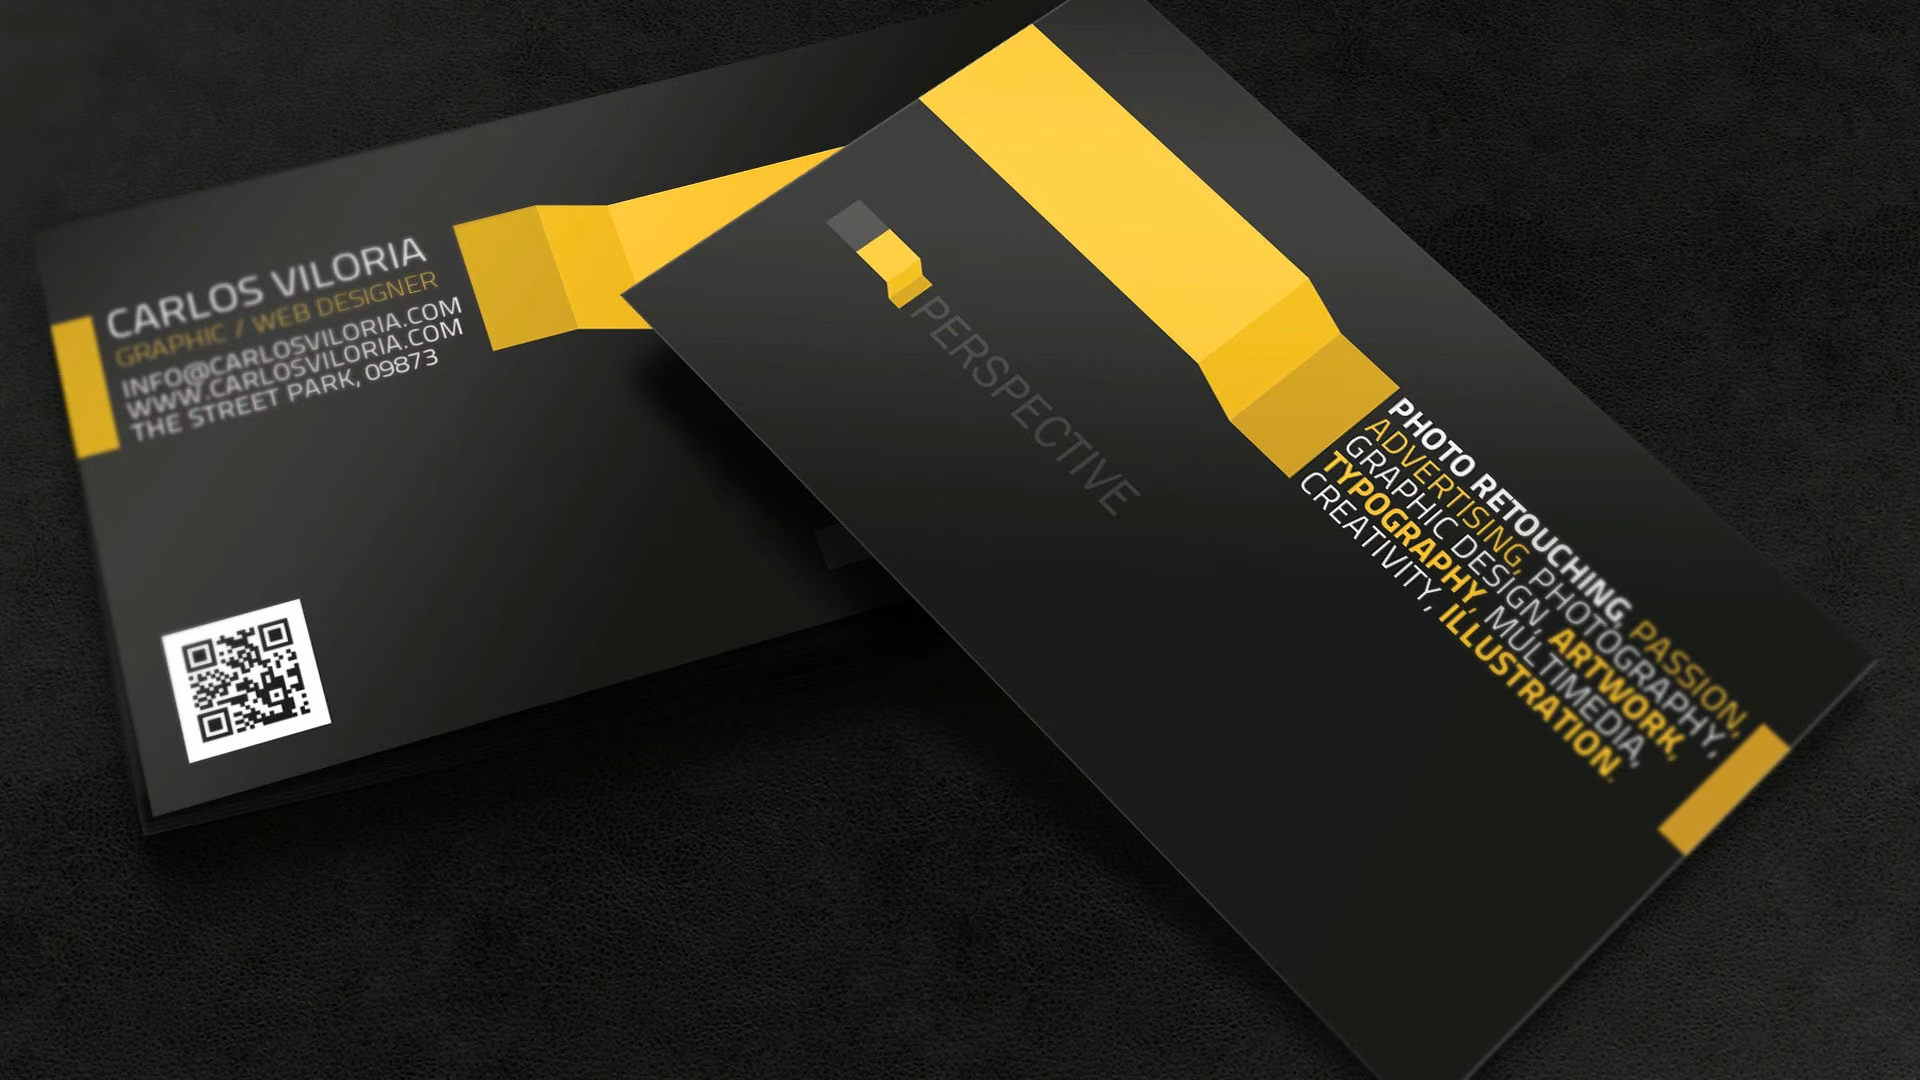 CARLOS VILORIA
GRAPHIC / WEB DESIGNER
INFO@CARLOSVILORIA.COM
WWW.CARLOSVILORIA.COM
THE STREET PARK, 09873
PERSPECTIVE
PHOTO RETOUCHING, PASSION,
ADVERTISING, PHOTOGRAPHY,
GRAPHIC DESIGN, ARTWORK,
TYPOGRAPHY, MULTIMEDIA,
CREATIVITY, ILLUSTRATION.